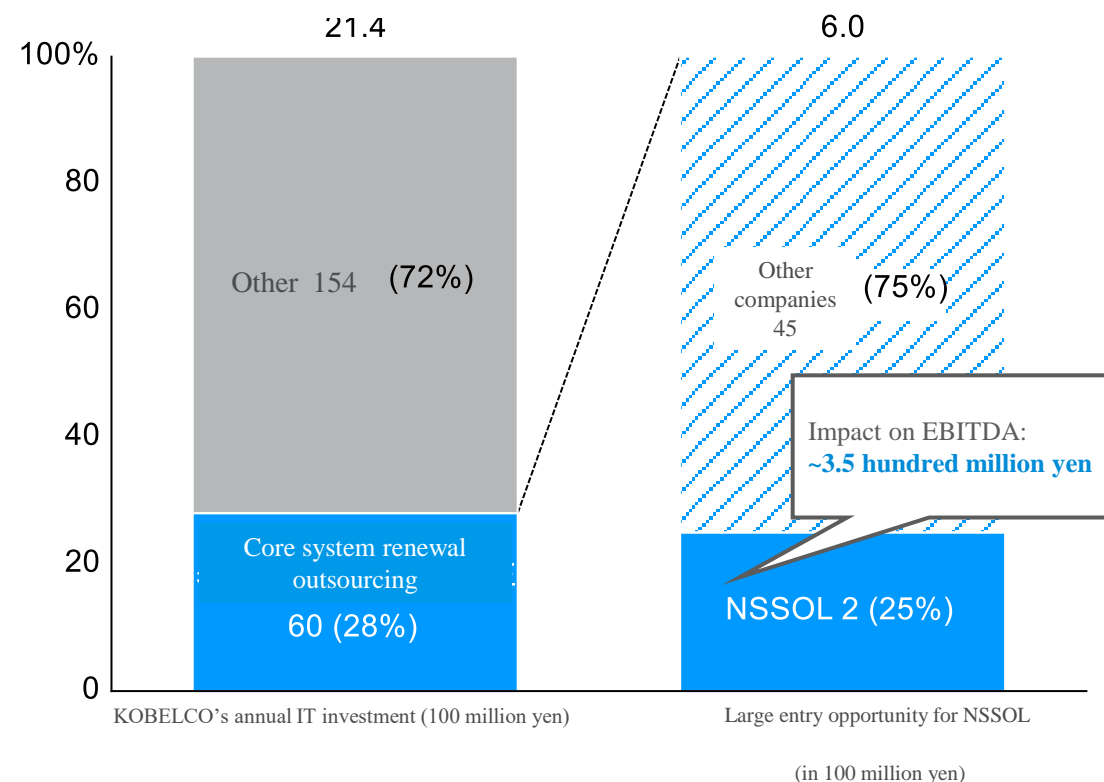 21.4
6.0
100%
80
60
40
20
0
Other 154 (72%)
Core system renewal
outsourcing
60 (28%)
Other
companies
45
(75%)
Impact on EBITDA:
~3.5 hundred million yen
NSSOL 2 (25%)
KOBELCO's annual IT investment (100 million yen)
Large entry opportunity for NSSOL
(in 100 million yen)